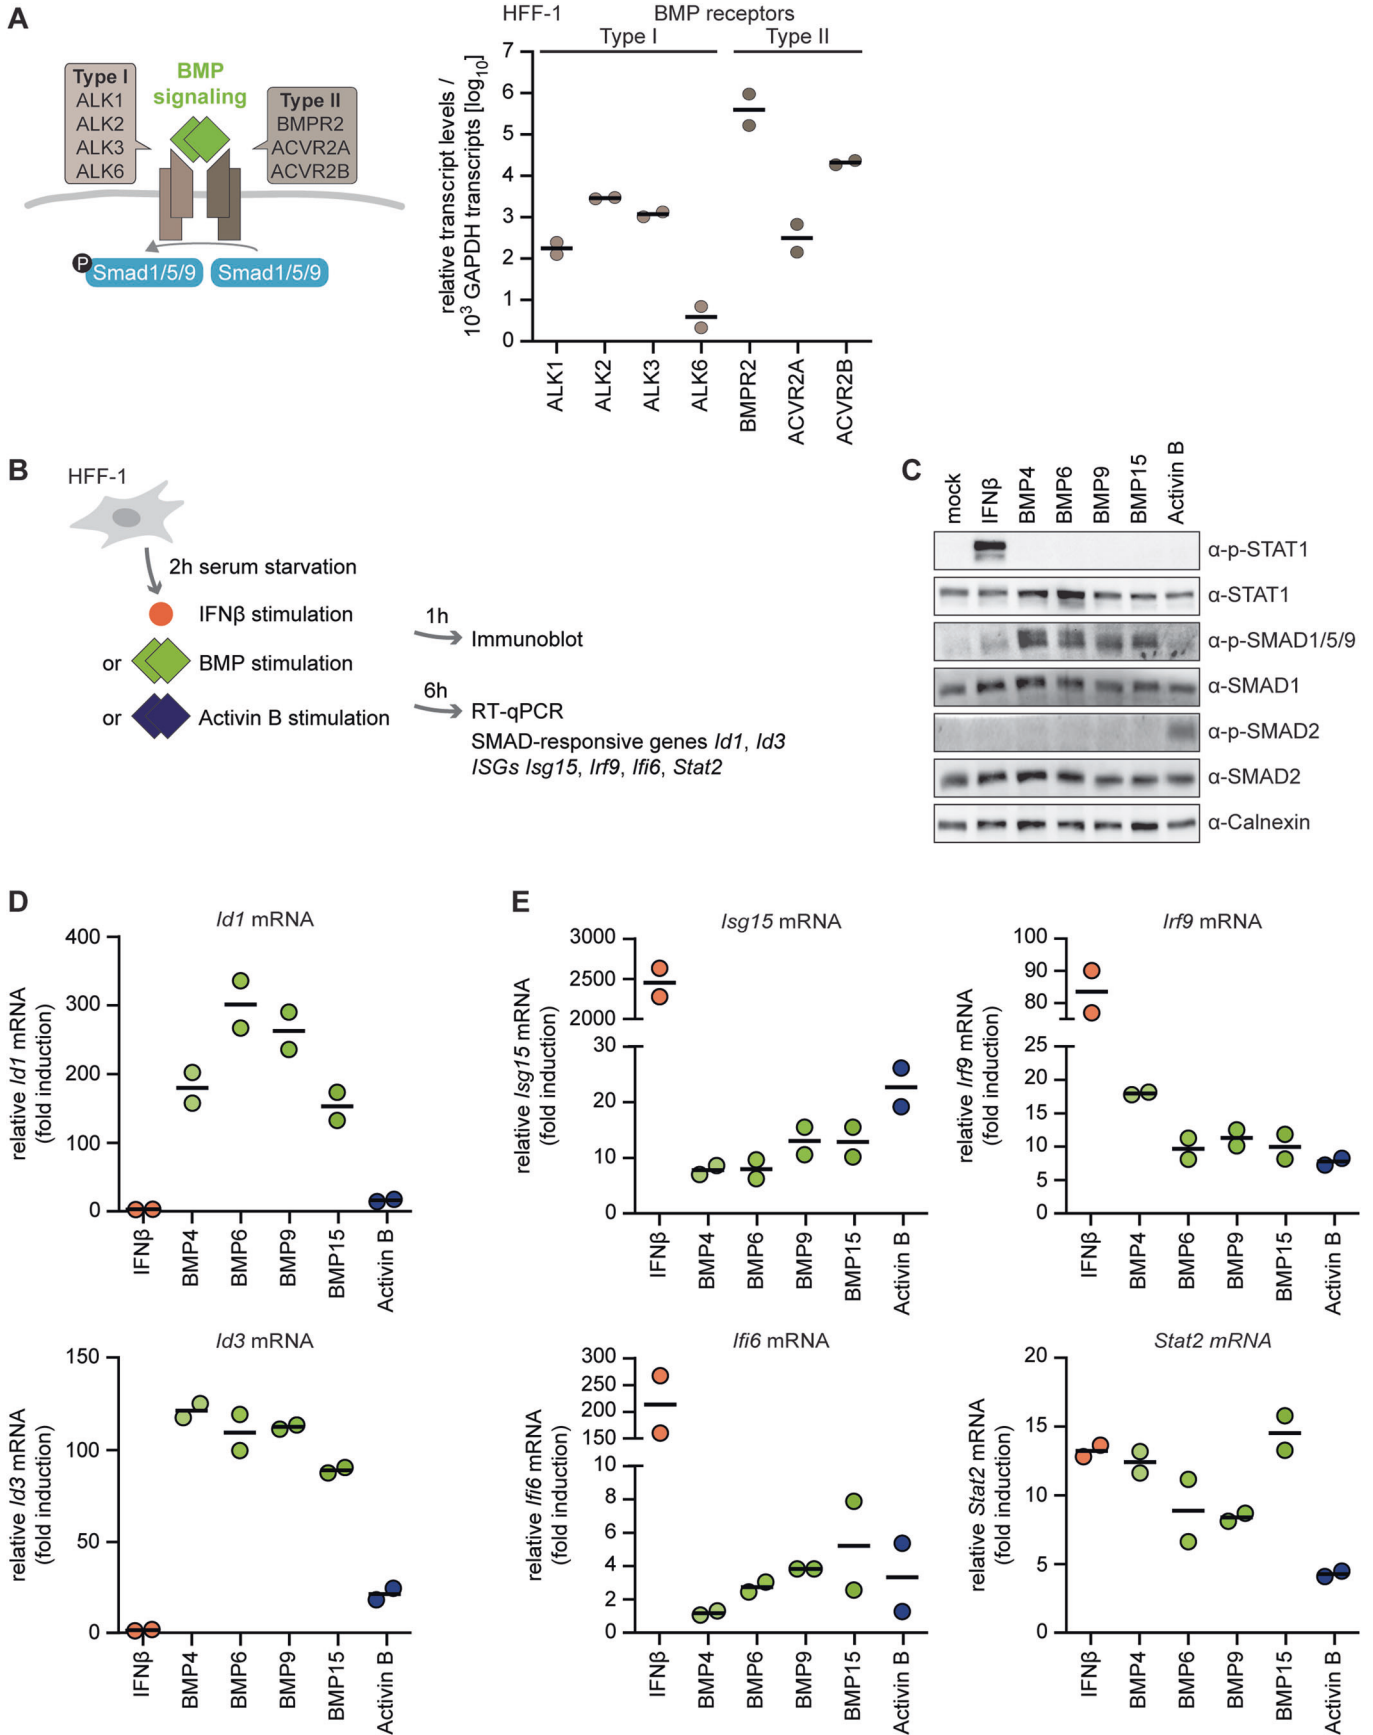 A
Type I
ALK1
ALK2
ALK3
ALK6
BMP
signaling
Type II
BMPR2
ACVR2A
ACVR2B
P
Smad1/5/9
Smad1/5/9
HFF-1
BMP receptors
Type I
Type II
relative transcript levels /
10³ GAPDH transcripts [log₁₀]
7
6
5
4
3
2
1
0
ALK1
ALK2
ALK3
ALK6
BMPR2
ACVR2A
ACVR2B
B
HFF-1
2h serum starvation
IFNβ stimulation
or
BMP stimulation
or
Activin B stimulation
1h
Immunoblot
6h
RT-qPCR
SMAD-responsive genes Id1, Id3
ISGs Isg15, Irf9, Ifi6, Stat2
C
mock
IFNβ
BMP4
BMP6
BMP9
BMP15
Activin B
α-p-STAT1
α-STAT1
α-p-SMAD1/5/9
α-SMAD1
α-p-SMAD2
α-SMAD2
α-Calnexin
D
Id1 mRNA
relative Id1 mRNA
(fold induction)
400
300
200
100
0
IFNβ
BMP4
BMP6
BMP9
BMP15
Activin B
Id3 mRNA
relative Id3 mRNA
(fold induction)
150
100
50
0
IFNβ
BMP4
BMP6
BMP9
BMP15
Activin B
E
Isg15 mRNA
relative Isg15 mRNA
(fold induction)
3000
2500
2000
30
20
10
0
IFNβ
BMP4
BMP6
BMP9
BMP15
Activin B
Irf9 mRNA
relative Irf9 mRNA
(fold induction)
100
90
80
25
20
15
10
5
0
IFNβ
BMP4
BMP6
BMP9
BMP15
Activin B
Ifi6 mRNA
relative Ifi6 mRNA
(fold induction)
300
250
200
150
10
8
6
4
2
0
IFNβ
BMP4
BMP6
BMP9
BMP15
Activin B
Stat2 mRNA
relative Stat2 mRNA
(fold induction)
20
15
10
5
0
IFNβ
BMP4
BMP6
BMP9
BMP15
Activin B